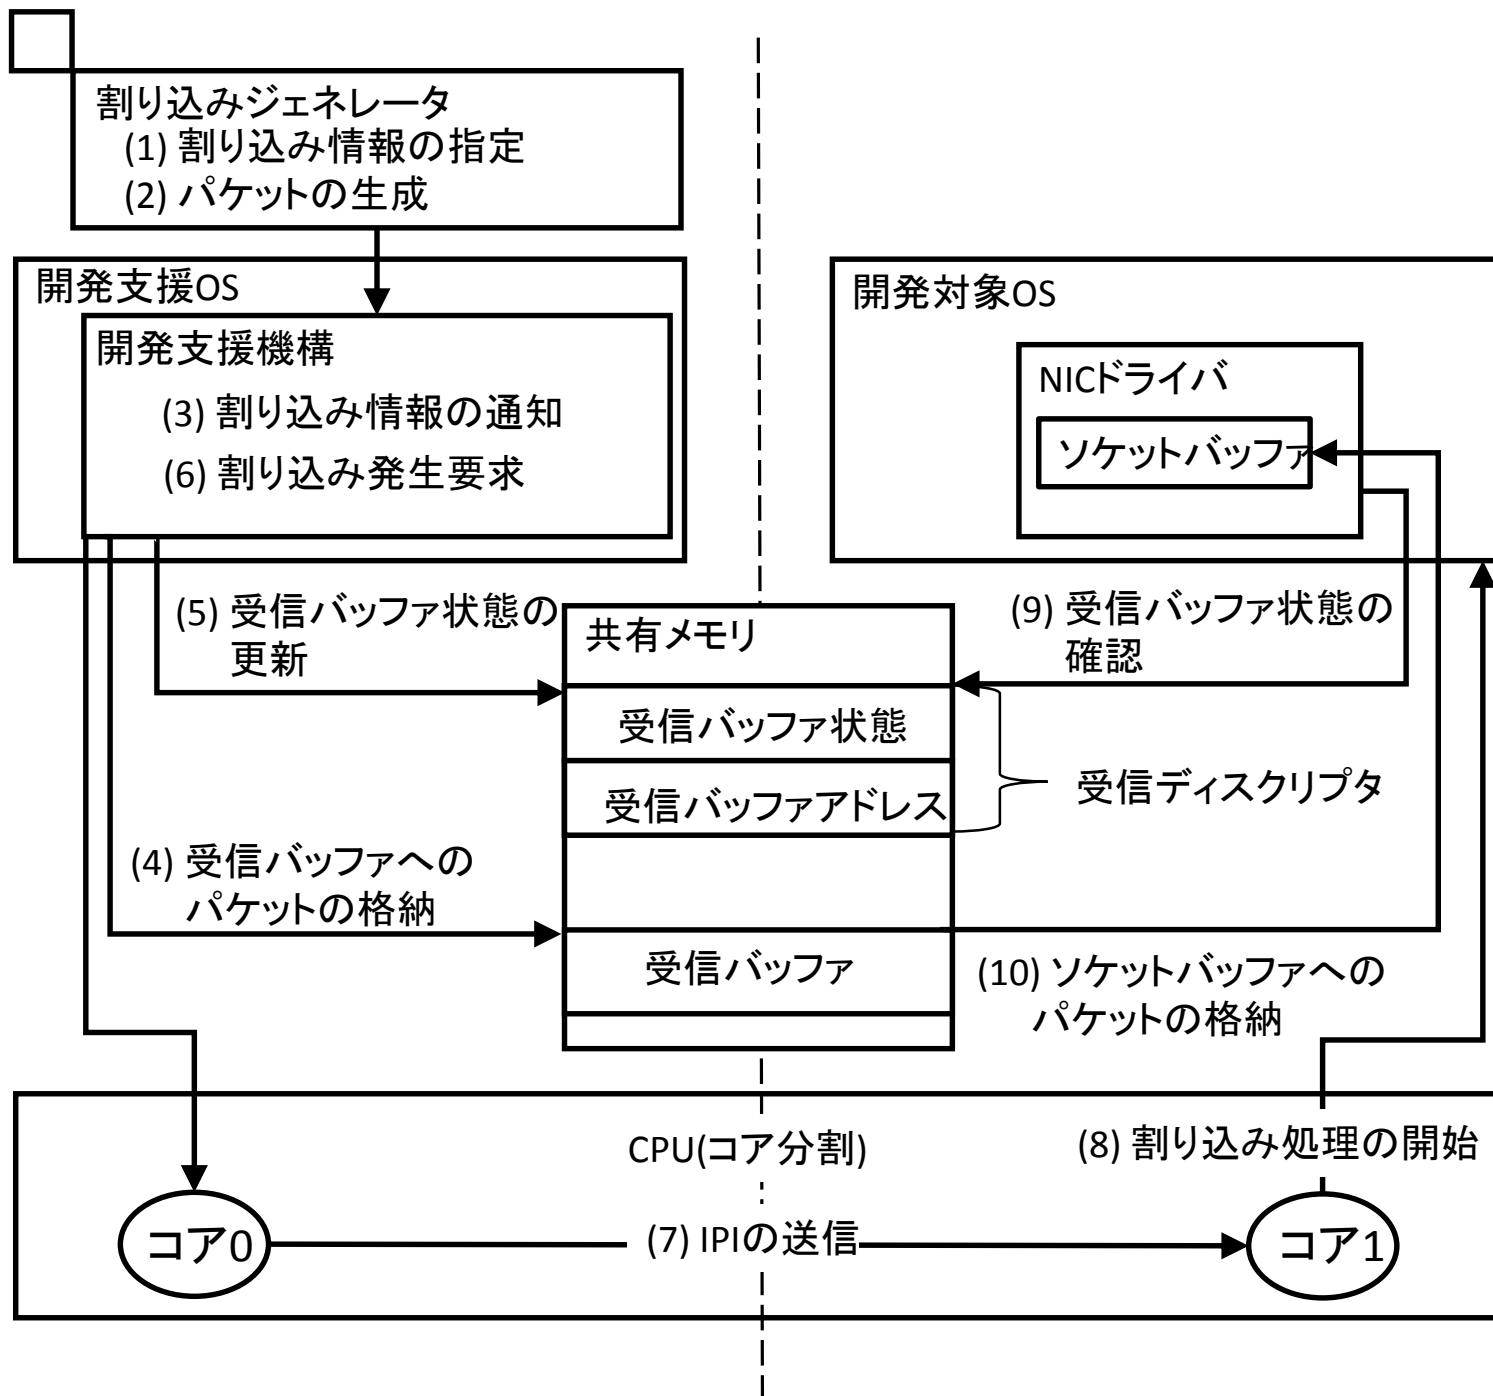 割り込みジェネレータ
(1) 割り込み情報の指定
(2) パケットの生成
開発支援OS
開発支援機構
(3) 割り込み情報の通知
(6) 割り込み発生要求
開発対象OS
NICドライバ
ソケットバッファ
(5) 受信バッファ状態の
更新
共有メモリ
(9) 受信バッファ状態の
確認
受信バッファ状態
受信バッファアドレス
受信ディスクリプタ
(4) 受信バッファへの
パケットの格納
受信バッファ
(10) ソケットバッファへの
パケットの格納
CPU(コア分割)
(8) 割り込み処理の開始
コア0
(7) IPIの送信
コア1